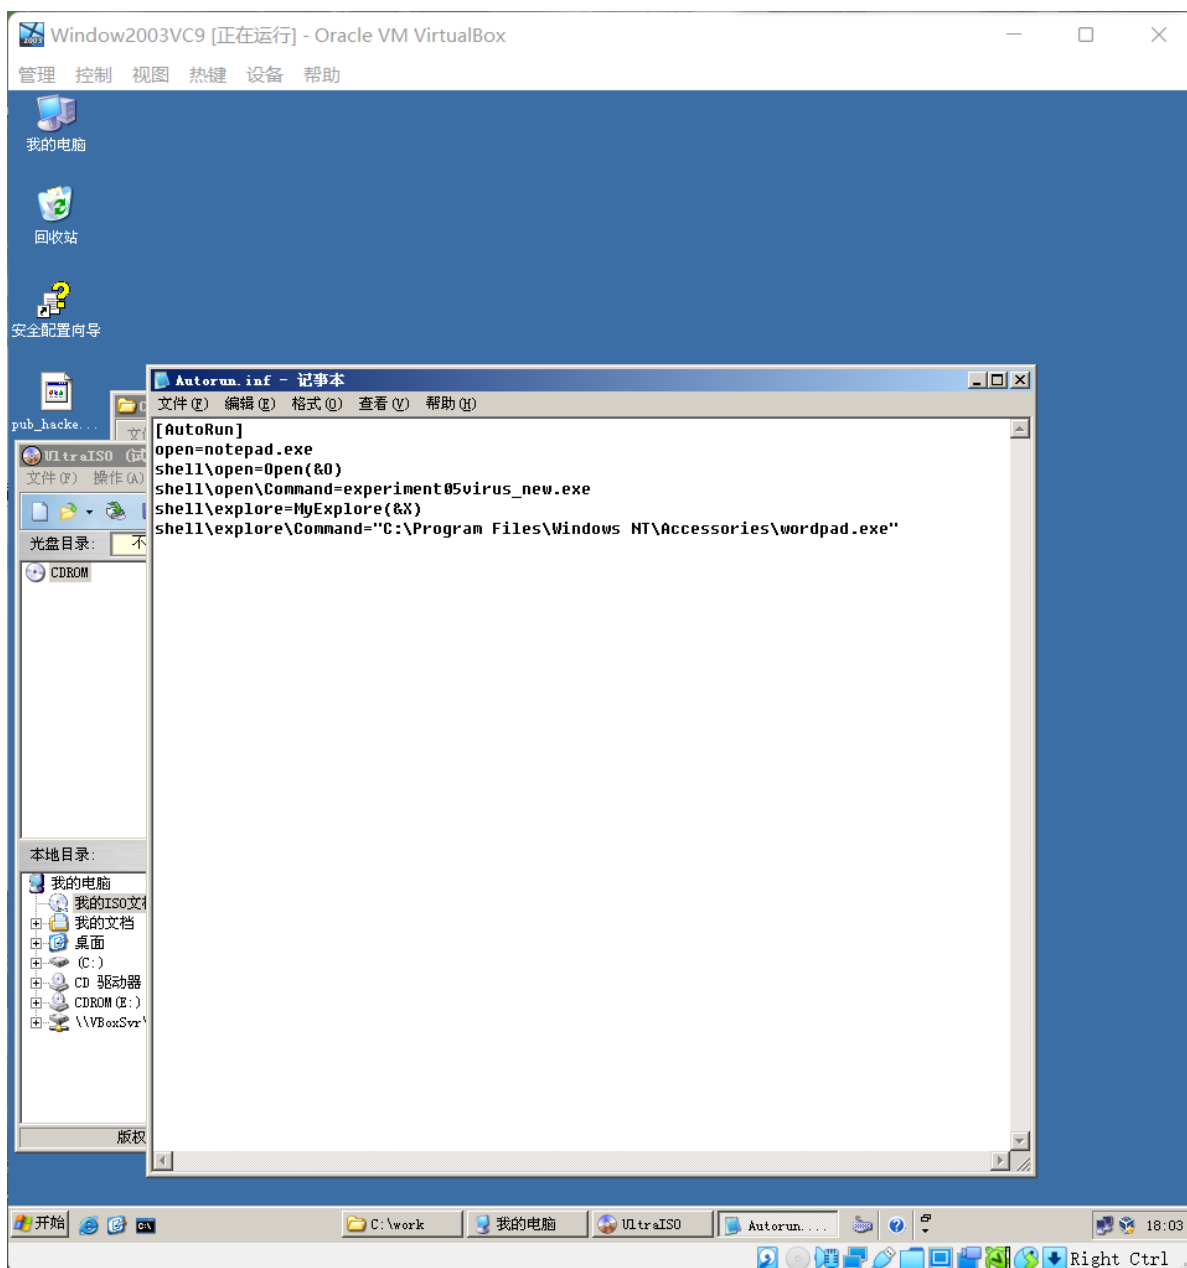 Window2003VC9 [正在运行] - Oracle VM VirtualBox
管理 控制 视图 热键 设备 帮助
我的电脑
回收站
安全配置向导
pub_hacke...
Autorun.inf - 记事本
文件(F) 编辑(E) 格式(O) 查看(V) 帮助(H)
[AutoRun]
open=notepad.exe
shell\open=Open(&O)
shell\open\Command=experiment05virus_new.exe
shell\explore=MyExplore(&X)
shell\explore\Command="C:\Program Files\Windows NT\Accessories\wordpad.exe"
UltraISO (试
文件(F) 操作(A)
光盘目录: 不
CDROM
本地目录:
我的电脑
我的ISO文档
我的文档
桌面
(C:)
CD 驱动器
CDROM(E:)
\\VBoxSvr\
版权
开始
C:\work
我的电脑
UltraISO
Autorun....
18:03
Right Ctrl